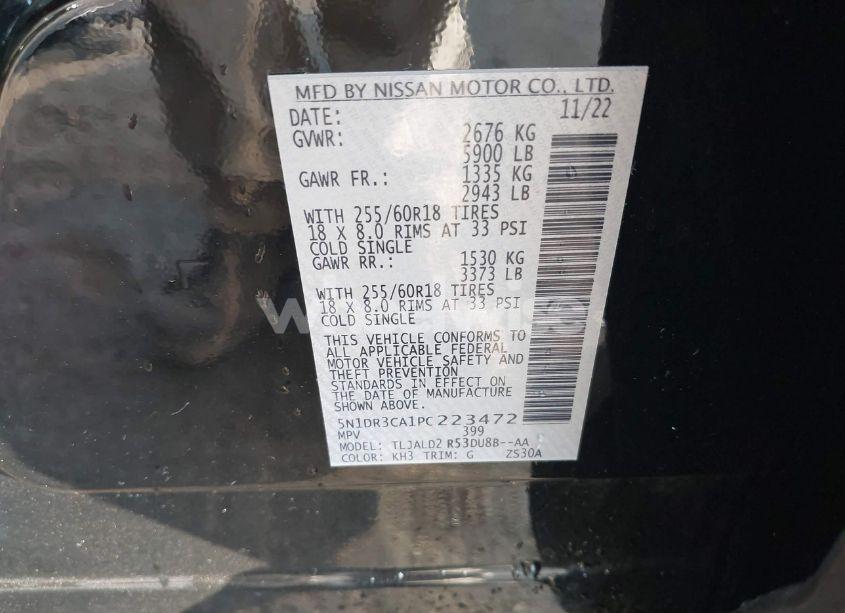 MFD BY NISSAN MOTOR CO., LTD.
DATE: 11/22
GVWR: 2676 KG
5900 LB
GAWR FR.: 1335 KG
2943 LB
WITH 255/60R18 TIRES
18 X 8.0 RIMS AT 33 PSI
COLD SINGLE
GAWR RR.: 1530 KG
3373 LB
WITH 255/60R18 TIRES
18 X 8.0 RIMS AT 33 PSI
COLD SINGLE
THIS VEHICLE CONFORMS TO
ALL APPLICABLE FEDERAL
MOTOR VEHICLE SAFETY AND
THEFT PREVENTION
STANDARDS IN EFFECT ON
THE DATE OF MANUFACTURE
SHOWN ABOVE.
5N1DR3CA1PC223472
MPV 399
MODEL: TLJALD2 R53DU8B--AA
COLOR: KH3 TRIM: G ZS30A